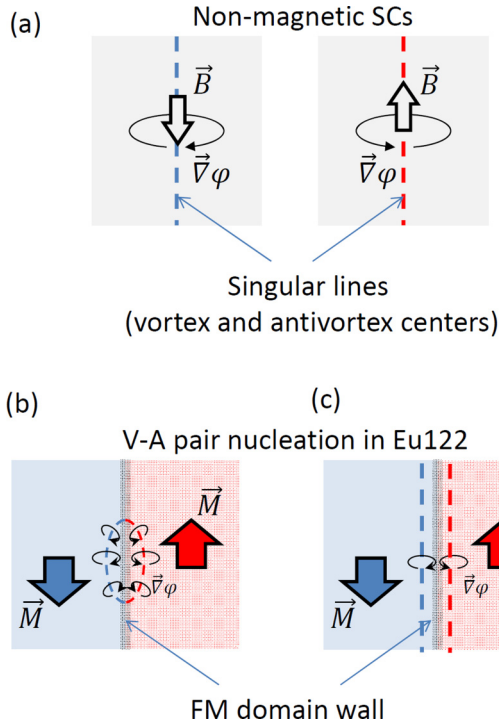 (a)
Non-magnetic SCs
B⃗
B⃗
∇⃗φ
∇⃗φ
Singular lines
(vortex and antivortex centers)
(b)
(c)
V-A pair nucleation in Eu122
M⃗
∇⃗φ
M⃗
M⃗
∇⃗φ
FM domain wall